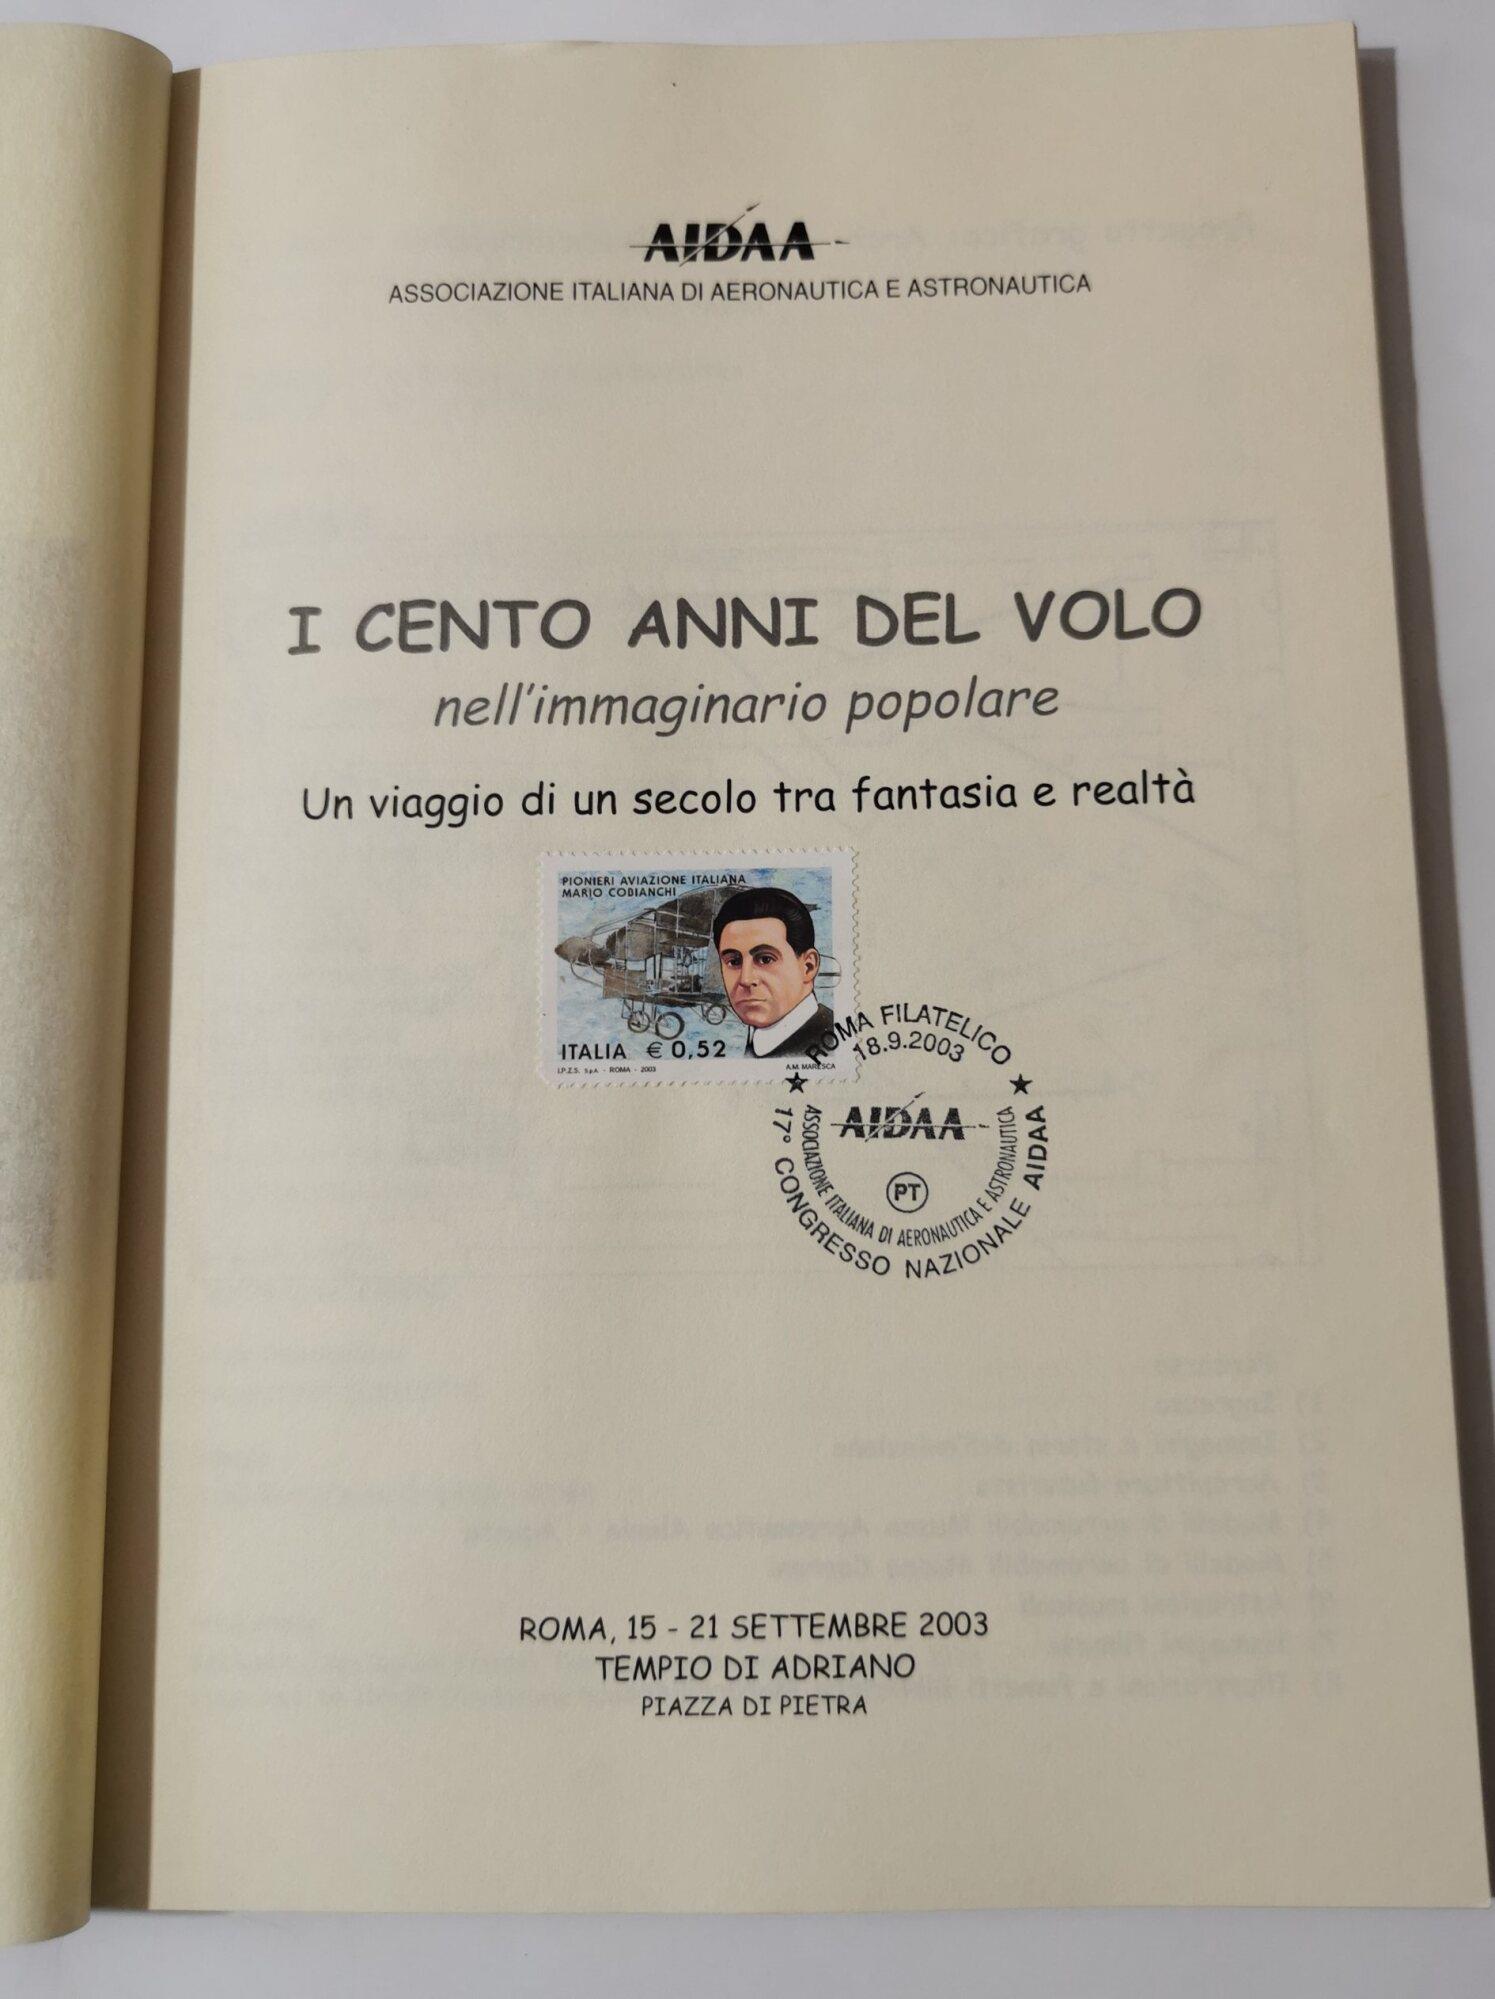 AIDAA
ASSOCIAZIONE ITALIANA DI AERONAUTICA E ASTRONAUTICA
I CENTO ANNI DEL VOLO
nell'immaginario popolare
Un viaggio di un secolo tra fantasia e realtà
PIONIERI AVIAZIONE ITALIANA
MARIO COBIANCHI
ITALIA € 0,52
I.P.Z.S. S.p.A. - ROMA - 2003
A.M. MARESCA
ROMA FILATELICO
18.9.2003
AIDAA
ASSOCIAZIONE ITALIANA DI AERONAUTICA E ASTRONAUTICA
PT
17° CONGRESSO NAZIONALE AIDAA
ROMA, 15 - 21 SETTEMBRE 2003
TEMPIO DI ADRIANO
PIAZZA DI PIETRA